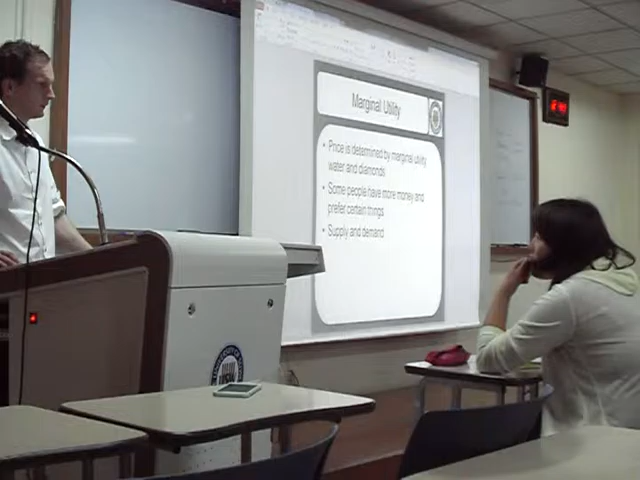 Marginal Utility
• Price is determined by marginal utility
water and diamonds
• Some people have more money and
prefer certain things
• Supply and demand